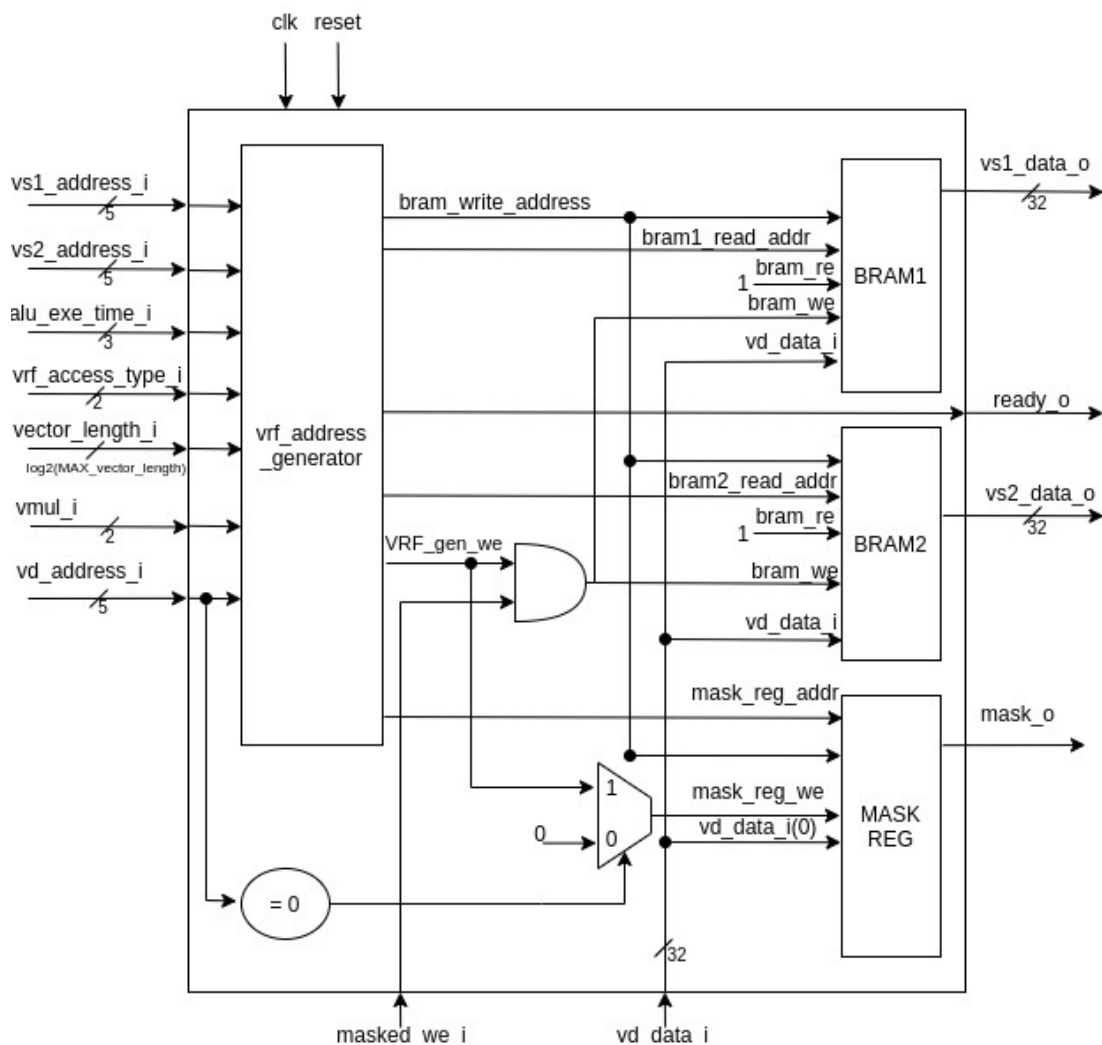 clk reset
vs1_address_i
5
vs2_address_i
5
alu_exe_time_i
3
vrf_access_type_i
2
vector_length_i
log2(MAX_vector_length)
vmul_i
2
vd_address_i
5
vrf_address
_generator
bram_write_address
bram1_read_addr
bram_re
1
bram_we
vd_data_i
BRAM1
vs1_data_o
32
ready_o
bram2_read_addr
bram_re
1
VRF_gen_we
bram_we
vd_data_i
BRAM2
vs2_data_o
32
mask_reg_addr
1
0
0
mask_reg_we
vd_data_i(0)
MASK
REG
mask_o
= 0
32
masked_we_i
vd_data_i